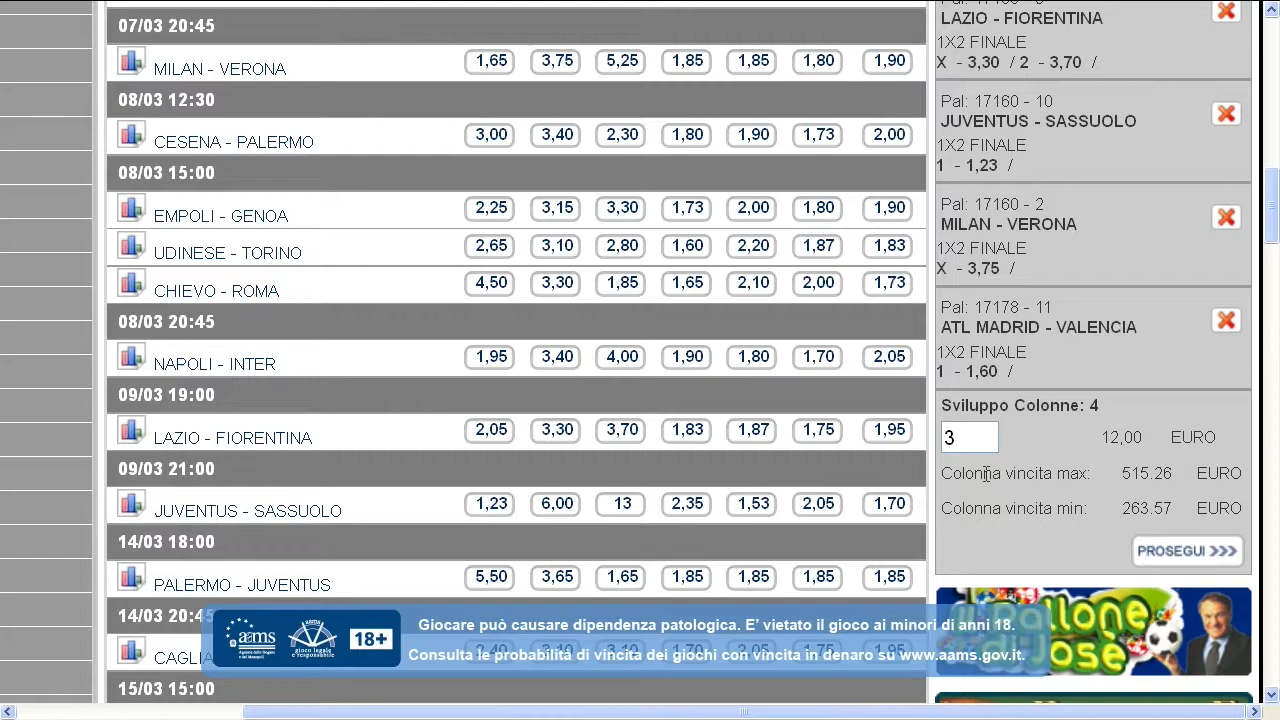 07/03 20:45
MILAN - VERONA 1,65 3,75 5,25 1,85 1,85 1,80 1,90
08/03 12:30
CESENA - PALERMO 3,00 3,40 2,30 1,80 1,90 1,73 2,00
08/03 15:00
EMPOLI - GENOA 2,25 3,15 3,30 1,73 2,00 1,80 1,90
UDINESE - TORINO 2,65 3,10 2,80 1,60 2,20 1,87 1,83
CHIEVO - ROMA 4,50 3,30 1,85 1,65 2,10 2,00 1,73
08/03 20:45
NAPOLI - INTER 1,95 3,40 4,00 1,90 1,80 1,70 2,05
09/03 19:00
LAZIO - FIORENTINA 2,05 3,30 3,70 1,83 1,87 1,75 1,95
09/03 21:00
JUVENTUS - SASSUOLO 1,23 6,00 13 2,35 1,53 2,05 1,70
14/03 18:00
PALERMO - JUVENTUS 5,50 3,65 1,65 1,85 1,85 1,85 1,85
14/03 20:45
CAGLIA
15/03 15:00
aams
aams
gioco legale
e responsabile
18+
Giocare può causare dipendenza patologica. E' vietato il gioco ai minori di anni 18.
Consulta le probabilità di vincita dei giochi con vincita in denaro su www.aams.gov.it.
LAZIO - FIORENTINA
1X2 FINALE
X - 3,30 / 2 - 3,70 /
Pal: 17160 - 10
JUVENTUS - SASSUOLO
1X2 FINALE
1 - 1,23 /
Pal: 17160 - 2
MILAN - VERONA
1X2 FINALE
X - 3,75 /
Pal: 17178 - 11
ATL MADRID - VALENCIA
1X2 FINALE
1 - 1,60 /
Sviluppo Colonne: 4
3 12,00 EURO
Colonna vincita max: 515.26 EURO
Colonna vincita min: 263.57 EURO
PROSEGUI >>>